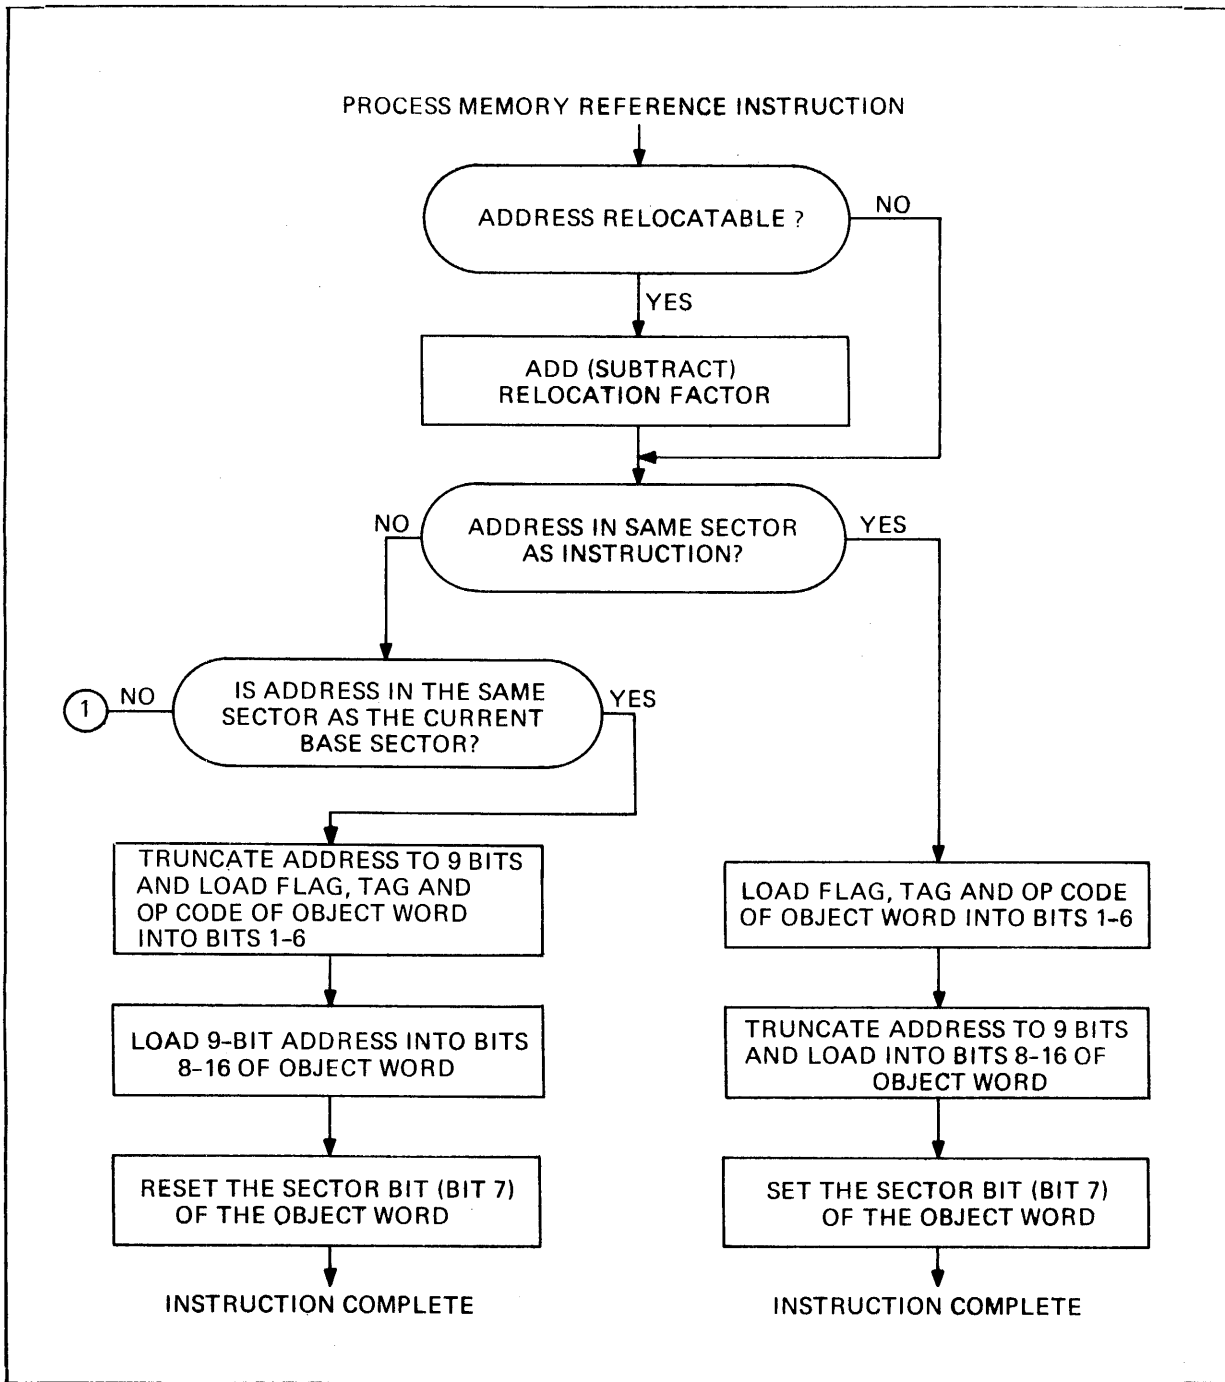 PROCESS MEMORY REFERENCE INSTRUCTION
ADDRESS RELOCATABLE ?
NO
YES
ADD (SUBTRACT)
RELOCATION FACTOR
NO
ADDRESS IN SAME SECTOR
AS INSTRUCTION?
YES
1
NO
IS ADDRESS IN THE SAME
SECTOR AS THE CURRENT
BASE SECTOR?
YES
TRUNCATE ADDRESS TO 9 BITS
AND LOAD FLAG, TAG AND
OP CODE OF OBJECT WORD
INTO BITS 1-6
LOAD 9-BIT ADDRESS INTO BITS
8-16 OF OBJECT WORD
RESET THE SECTOR BIT (BIT 7)
OF THE OBJECT WORD
INSTRUCTION COMPLETE
LOAD FLAG, TAG AND OP CODE
OF OBJECT WORD INTO BITS 1-6
TRUNCATE ADDRESS TO 9 BITS
AND LOAD INTO BITS 8-16 OF
OBJECT WORD
SET THE SECTOR BIT (BIT 7)
OF THE OBJECT WORD
INSTRUCTION COMPLETE